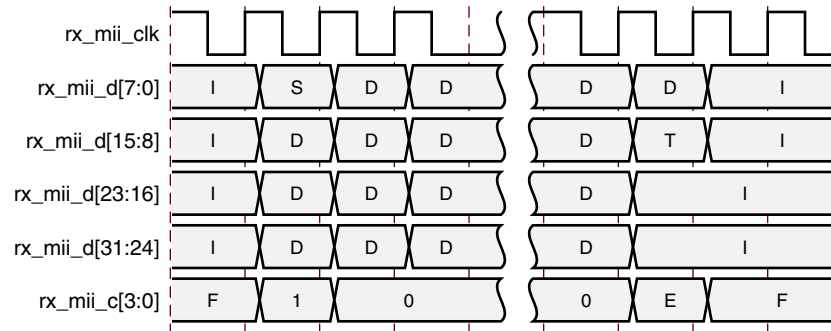 rx_mii_clk
rx_mii_d[7:0] I S D D D D I
rx_mii_d[15:8] I D D D D T I
rx_mii_d[23:16] I D D D D I
rx_mii_d[31:24] I D D D D I
rx_mii_c[3:0] F 1 0 0 E F